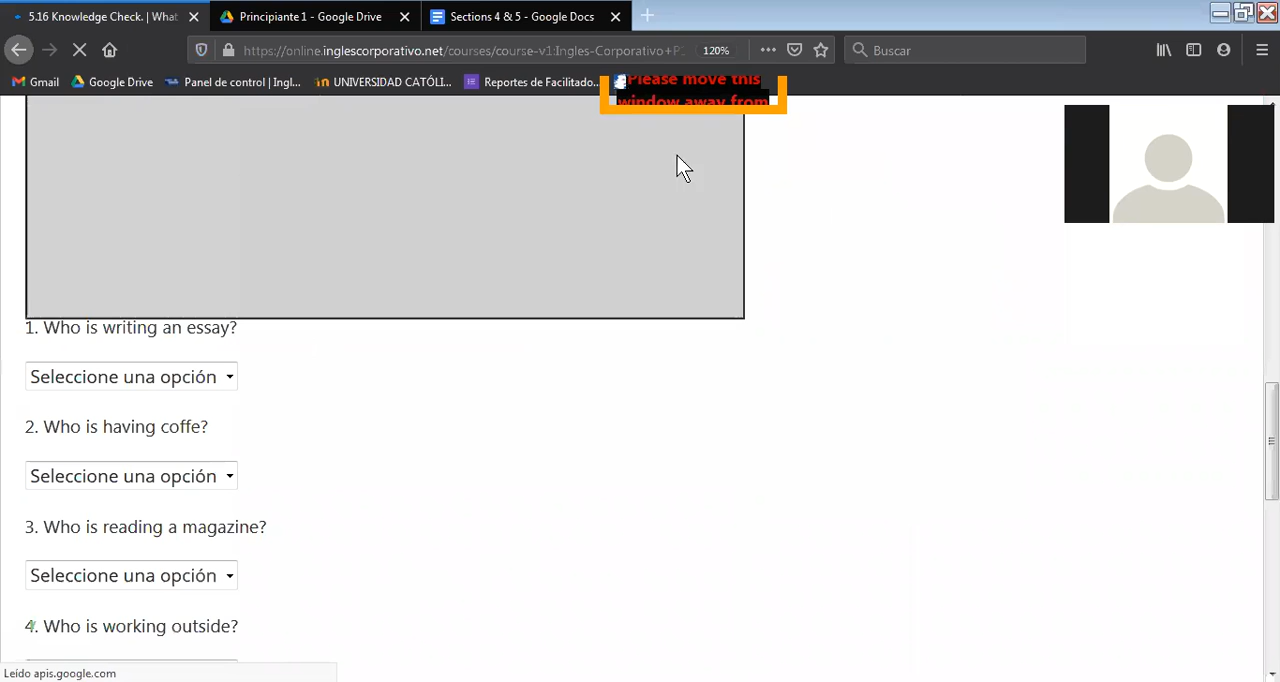 5.16 Knowledge Check. | What
Principiante 1 - Google Drive
Sections 4 & 5 - Google Docs
https://online.inglescorporativo.net/courses/course-v1:Ingles-Corporativo+P
120%
Buscar
Gmail
Google Drive
Panel de control | Ingl...
UNIVERSIDAD CATÓLI...
Reportes de Facilitado...
Please move this
window away from
1. Who is writing an essay?
Seleccione una opción
2. Who is having coffe?
Seleccione una opción
3. Who is reading a magazine?
Seleccione una opción
4. Who is working outside?
Leído apis.google.com